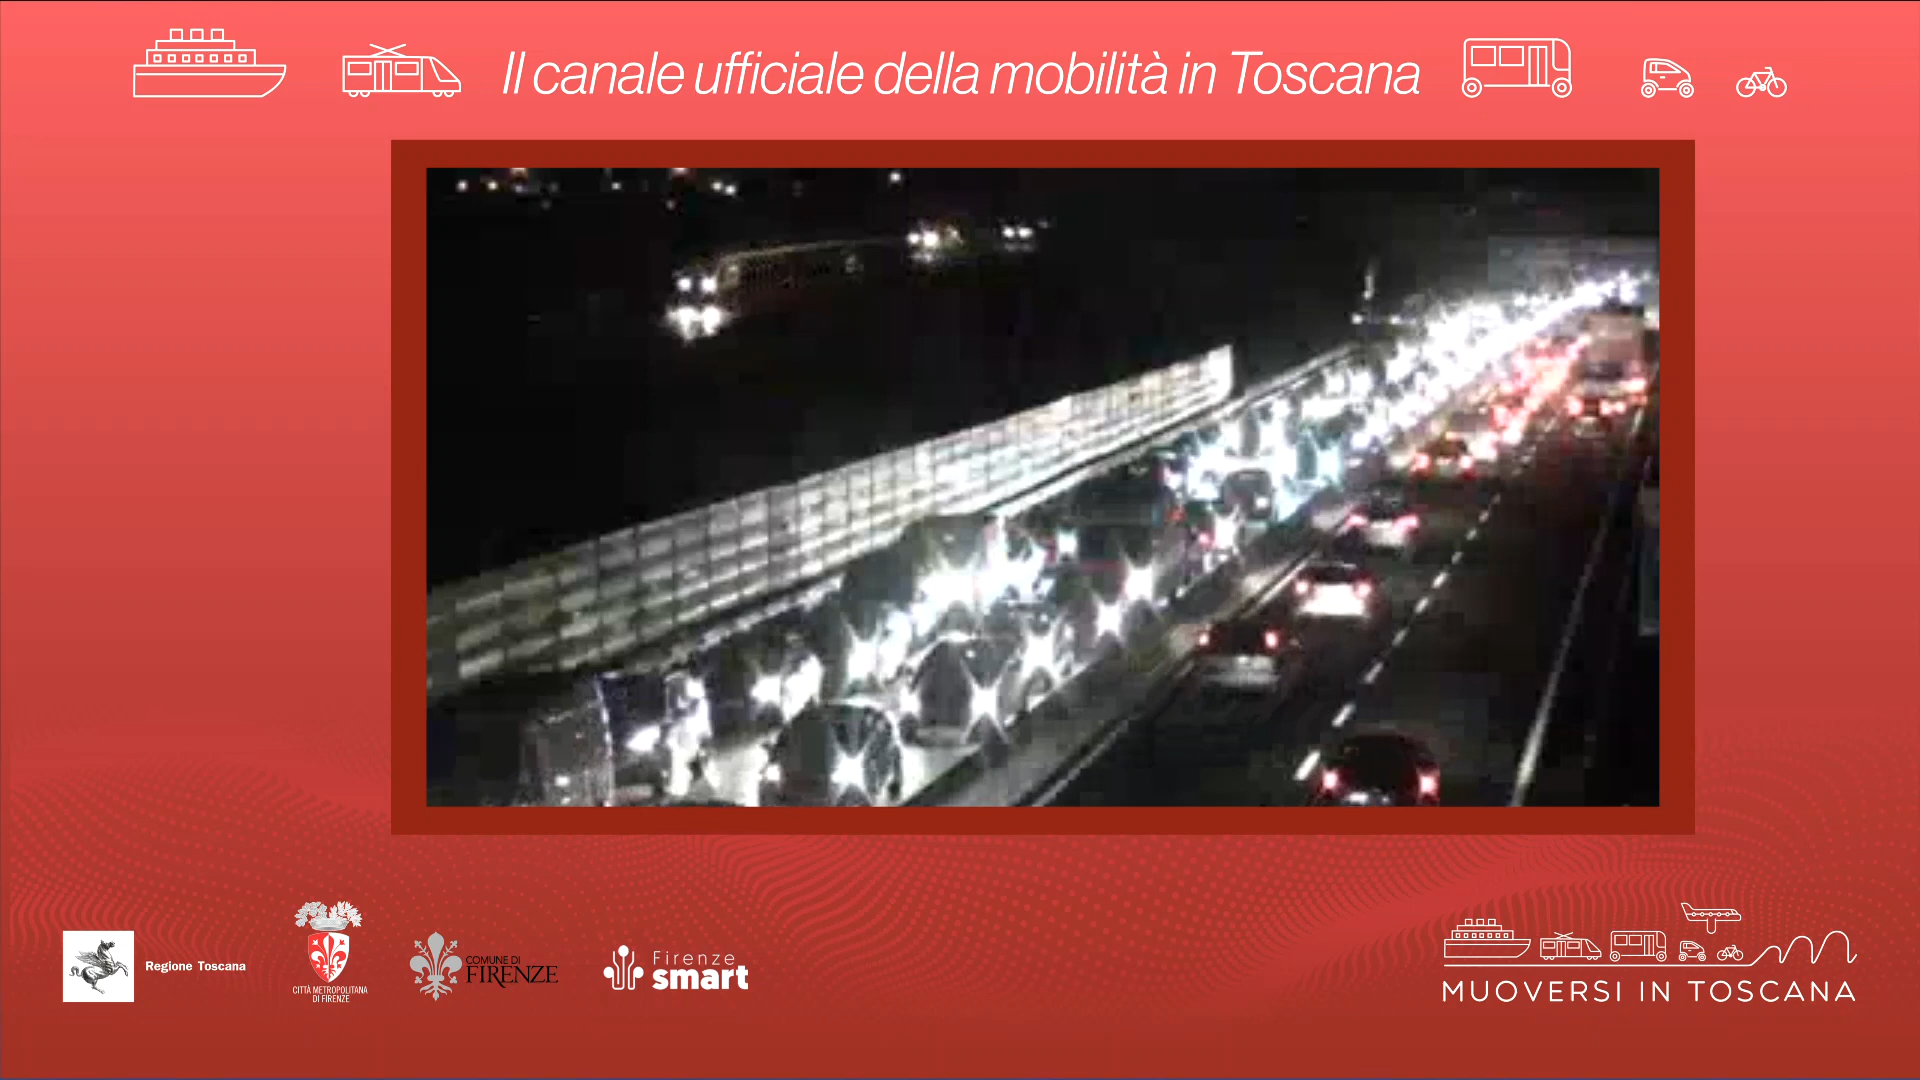 Il canale ufficiale della mobilità in Toscana
Regione Toscana
CITTÀ METROPOLITANA
DI FIRENZE
COMUNE DI
FIRENZE
Firenze
smart
MUOVERSI IN TOSCANA